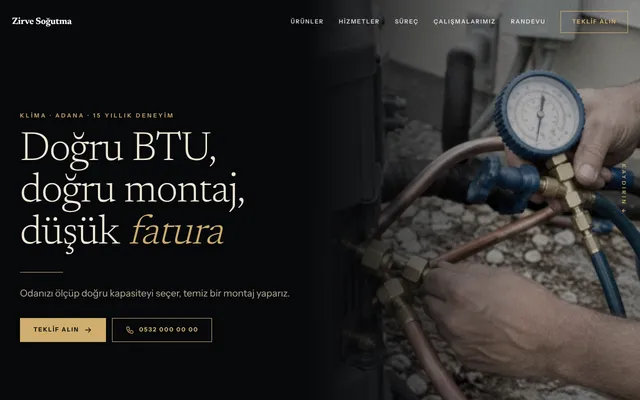 Zirve Soğutma
ÜRÜNLER HİZMETLER SÜREÇ ÇALIŞMALARIMIZ RANDEVU TEKLİF ALIN
KLİMA · ADANA · 15 YILLIK DENEYİM
Doğru BTU,
doğru montaj,
düşük fatura
Odanızı ölçüp doğru kapasiteyi seçer, temiz bir montaj yaparız.
TEKLİF ALIN → 0532 000 00 00
KAYDIRIN